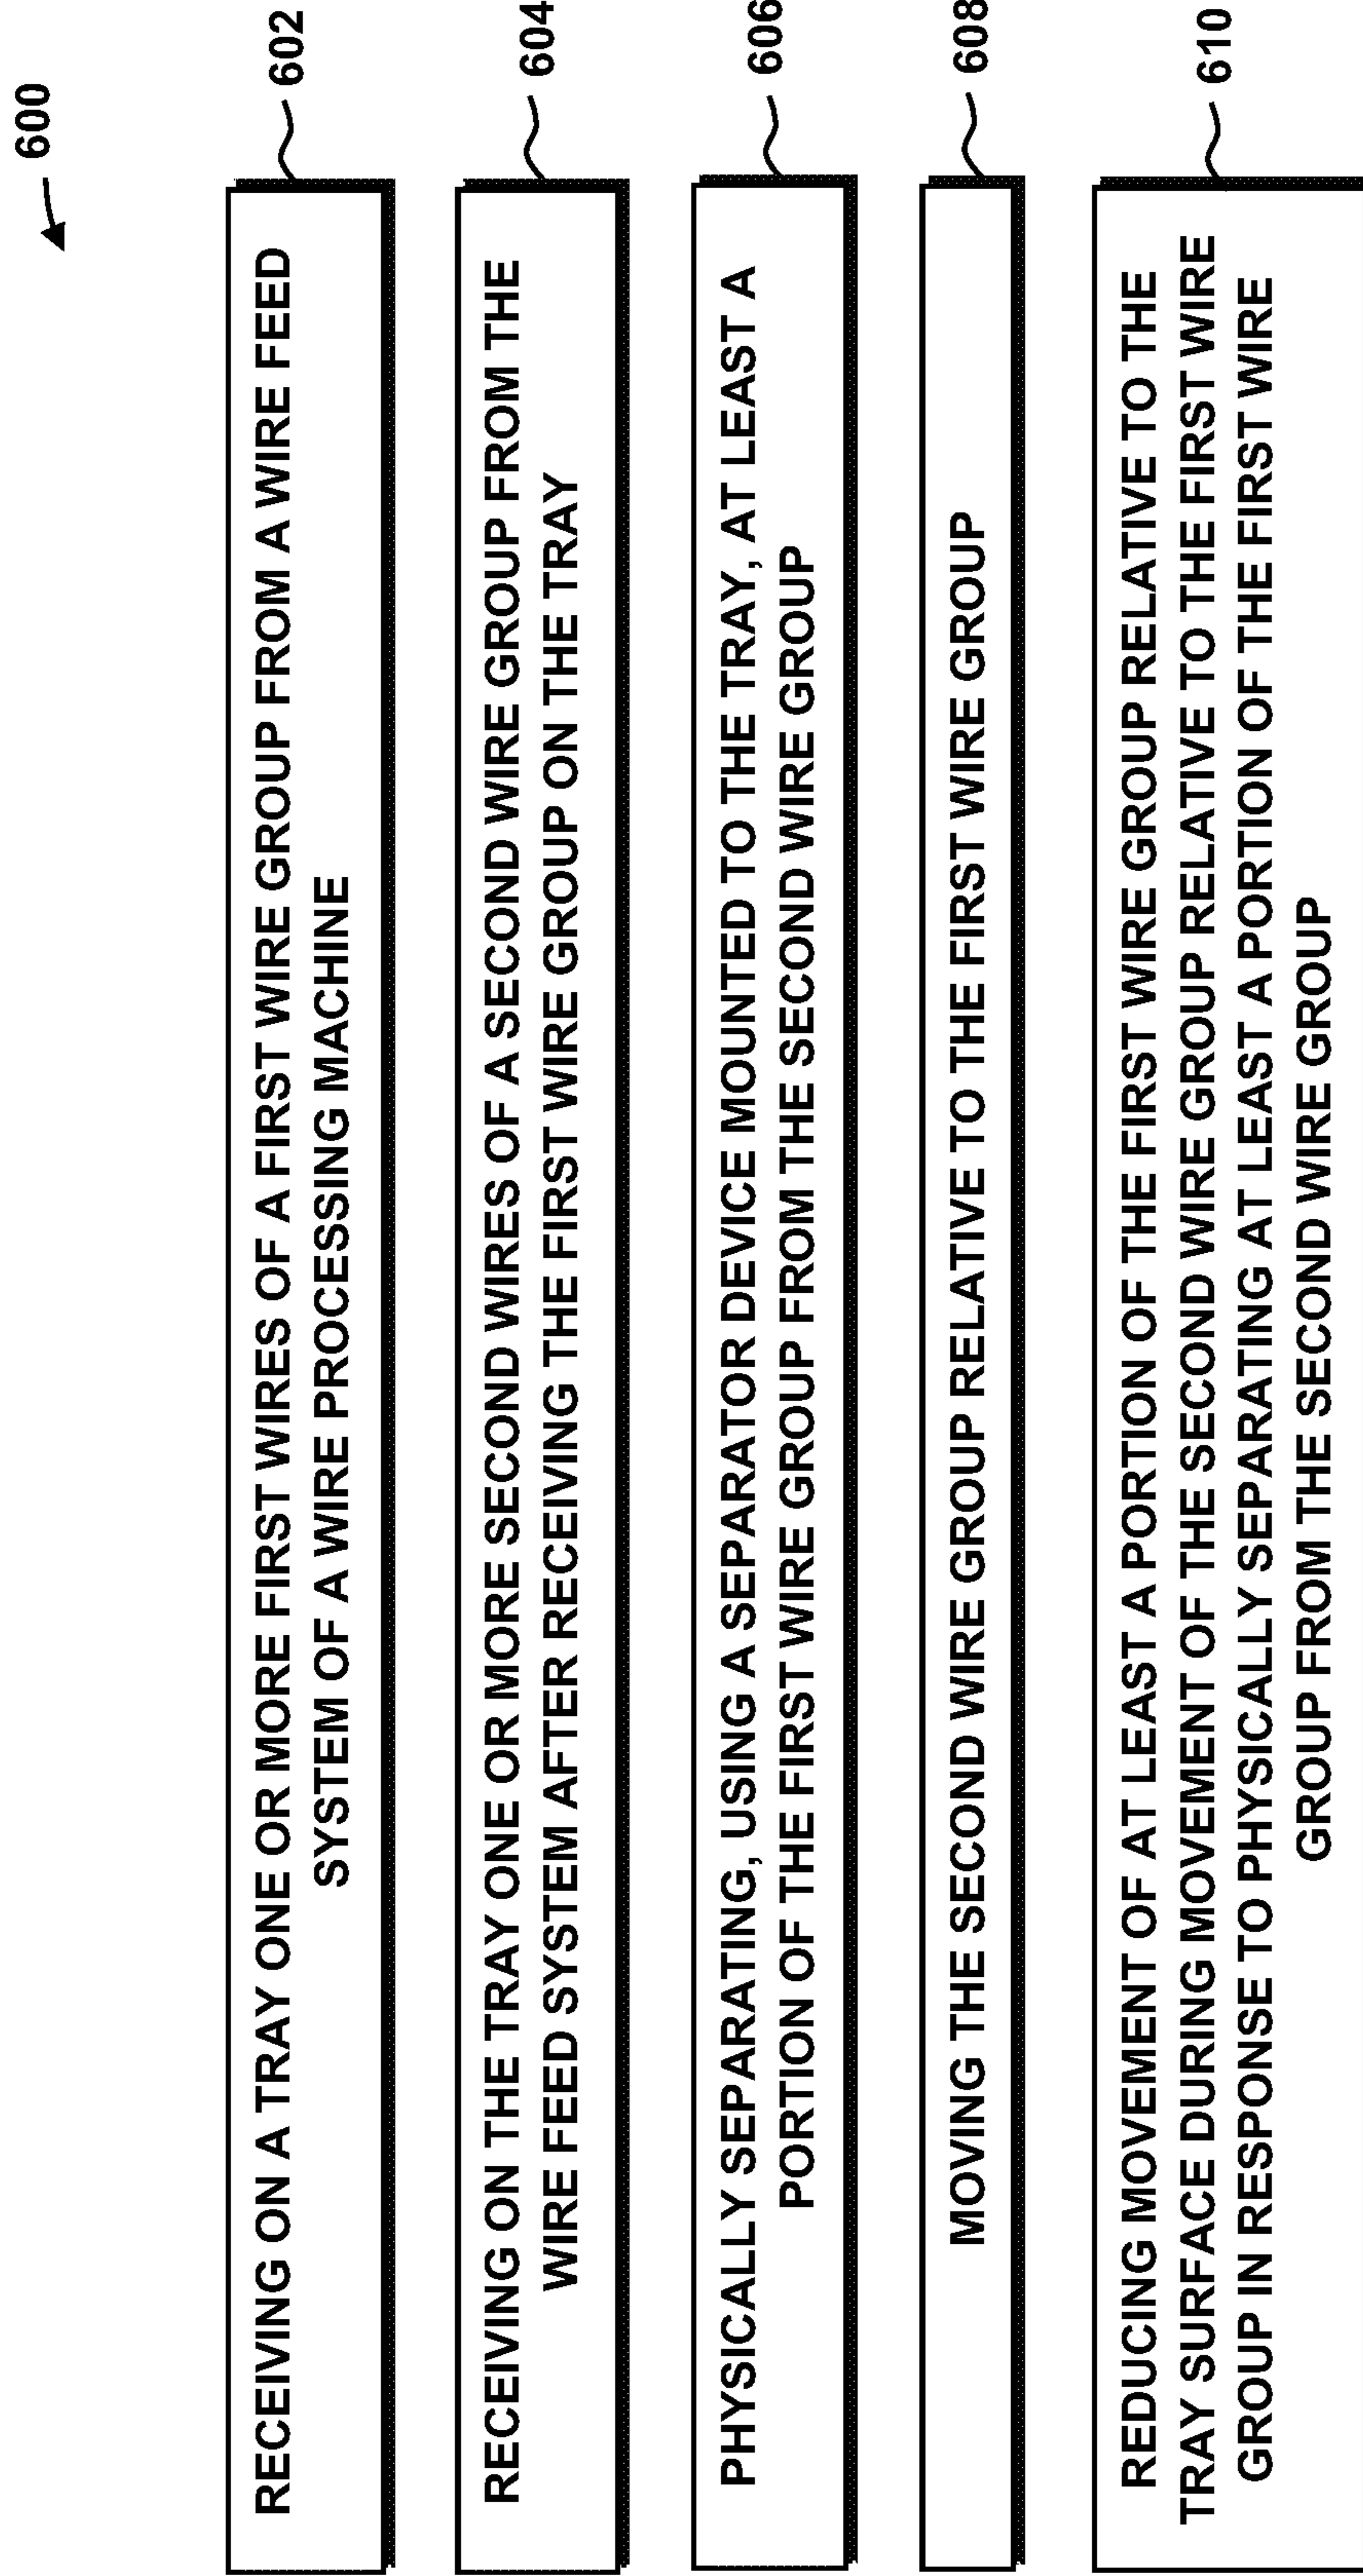 600
RECEIVING ON A TRAY ONE OR MORE FIRST WIRES OF A FIRST WIRE GROUP FROM A WIRE FEED
SYSTEM OF A WIRE PROCESSING MACHINE
602
RECEIVING ON THE TRAY ONE OR MORE SECOND WIRES OF A SECOND WIRE GROUP FROM THE
WIRE FEED SYSTEM AFTER RECEIVING THE FIRST WIRE GROUP ON THE TRAY
604
PHYSICALLY SEPARATING, USING A SEPARATOR DEVICE MOUNTED TO THE TRAY, AT LEAST A
PORTION OF THE FIRST WIRE GROUP FROM THE SECOND WIRE GROUP
606
MOVING THE SECOND WIRE GROUP RELATIVE TO THE FIRST WIRE GROUP
608
REDUCING MOVEMENT OF AT LEAST A PORTION OF THE FIRST WIRE GROUP RELATIVE TO THE
TRAY SURFACE DURING MOVEMENT OF THE SECOND WIRE GROUP RELATIVE TO THE FIRST WIRE
GROUP IN RESPONSE TO PHYSICALLY SEPARATING AT LEAST A PORTION OF THE FIRST WIRE
GROUP FROM THE SECOND WIRE GROUP
610